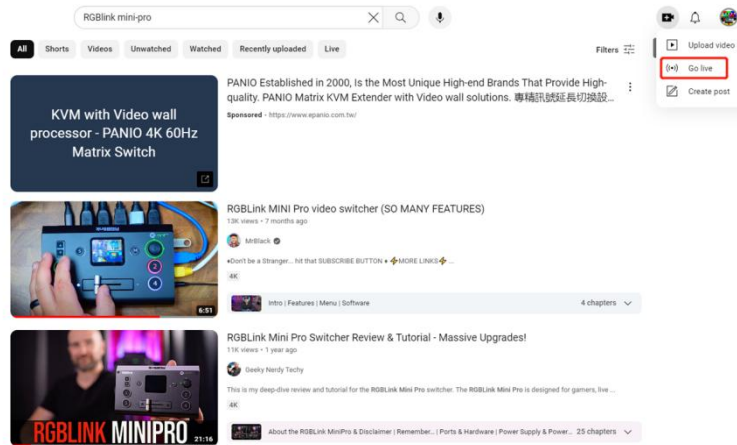 RGBlink mini-pro
All Shorts Videos Unwatched Watched Recently uploaded Live
Filters
Upload video
Go live
Create post
KVM with Video wall
processor - PANIO 4K 60Hz
Matrix Switch
PANIO Established in 2000, Is the Most Unique High-end Brands That Provide High-
quality. PANIO Matrix KVM Extender with Video wall solutions. 專精訊號延長切換設...
Sponsored · https://www.epanio.com.tw/
6:51
RGBLink MINI Pro video switcher (SO MANY FEATURES)
13K views • 7 months ago
MrBlack
♦Don't be a Stranger... hit that SUBSCRIBE BUTTON ♦ ⚡MORE LINKS⚡ ...
4K
Intro | Features | Menu | Software
4 chapters
RGBLINK MINIPRO
21:16
RGBLink Mini Pro Switcher Review & Tutorial - Massive Upgrades!
11K views • 1 year ago
Geeky Nerdy Techy
This is my deep-dive review and tutorial for the RGBLink Mini Pro switcher. The RGBLink Mini Pro is designed for gamers, live ...
4K
About the RGBLink MiniPro & Disclaimer | Remember... | Ports & Hardware | Power Supply & Power...
25 chapters